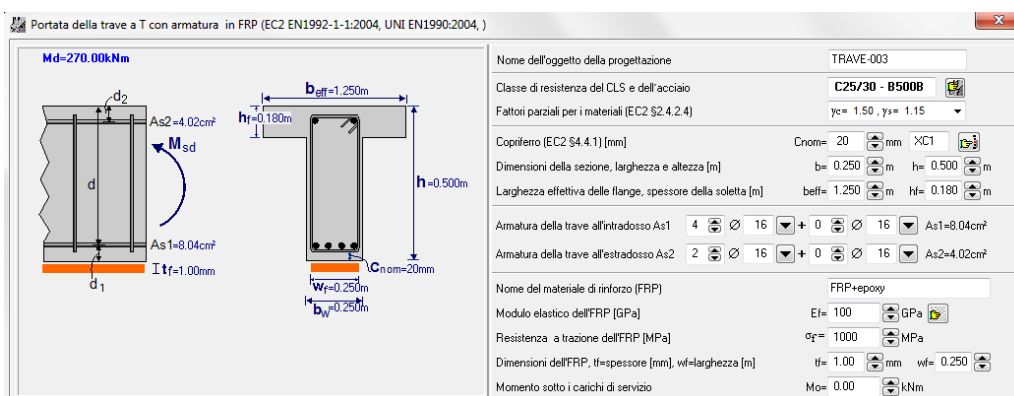 Portata della trave a T con armatura in FRP (EC2 EN1992-1-1:2004, UNI EN1990:2004, )
Md=270.00kNm
d2
As2=4.02cm²
Msd
d
As1=8.04cm²
tf=1.00mm
d1
beff=1.250m
hf=0.180m
h=0.500m
Cnom=20mm
wf=0.250m
bw=0.250m
Nome dell'oggetto della progettazione TRAVE-003
Classe di resistenza del CLS e dell'acciaio C25/30 - B500B
Fattori parziali per i materiali (EC2 §2.4.2.4) γc= 1.50 , γs= 1.15
Copriferro (EC2 §4.4.1) [mm] Cnom= 20 mm XC1
Dimensioni della sezione, larghezza e altezza [m] b= 0.250 m h= 0.500 m
Larghezza effettiva delle flange, spessore della soletta [m] beff= 1.250 m hf= 0.180 m
Armatura della trave all'intradosso As1 4 Ø 16 + 0 Ø 16 As1=8.04cm²
Armatura della trave all'estradosso As2 2 Ø 16 + 0 Ø 16 As2=4.02cm²
Nome del materiale di rinforzo (FRP) FRP+epoxy
Modulo elastico dell'FRP [GPa] Ef= 100 GPa
Resistenza a trazione dell'FRP [MPa] σf= 1000 MPa
Dimensioni dell'FRP, tf=spessore [mm], wf=larghezza [m] tf= 1.00 mm wf= 0.250
Momento sotto i carichi di servizio Mo= 0.00 kNm